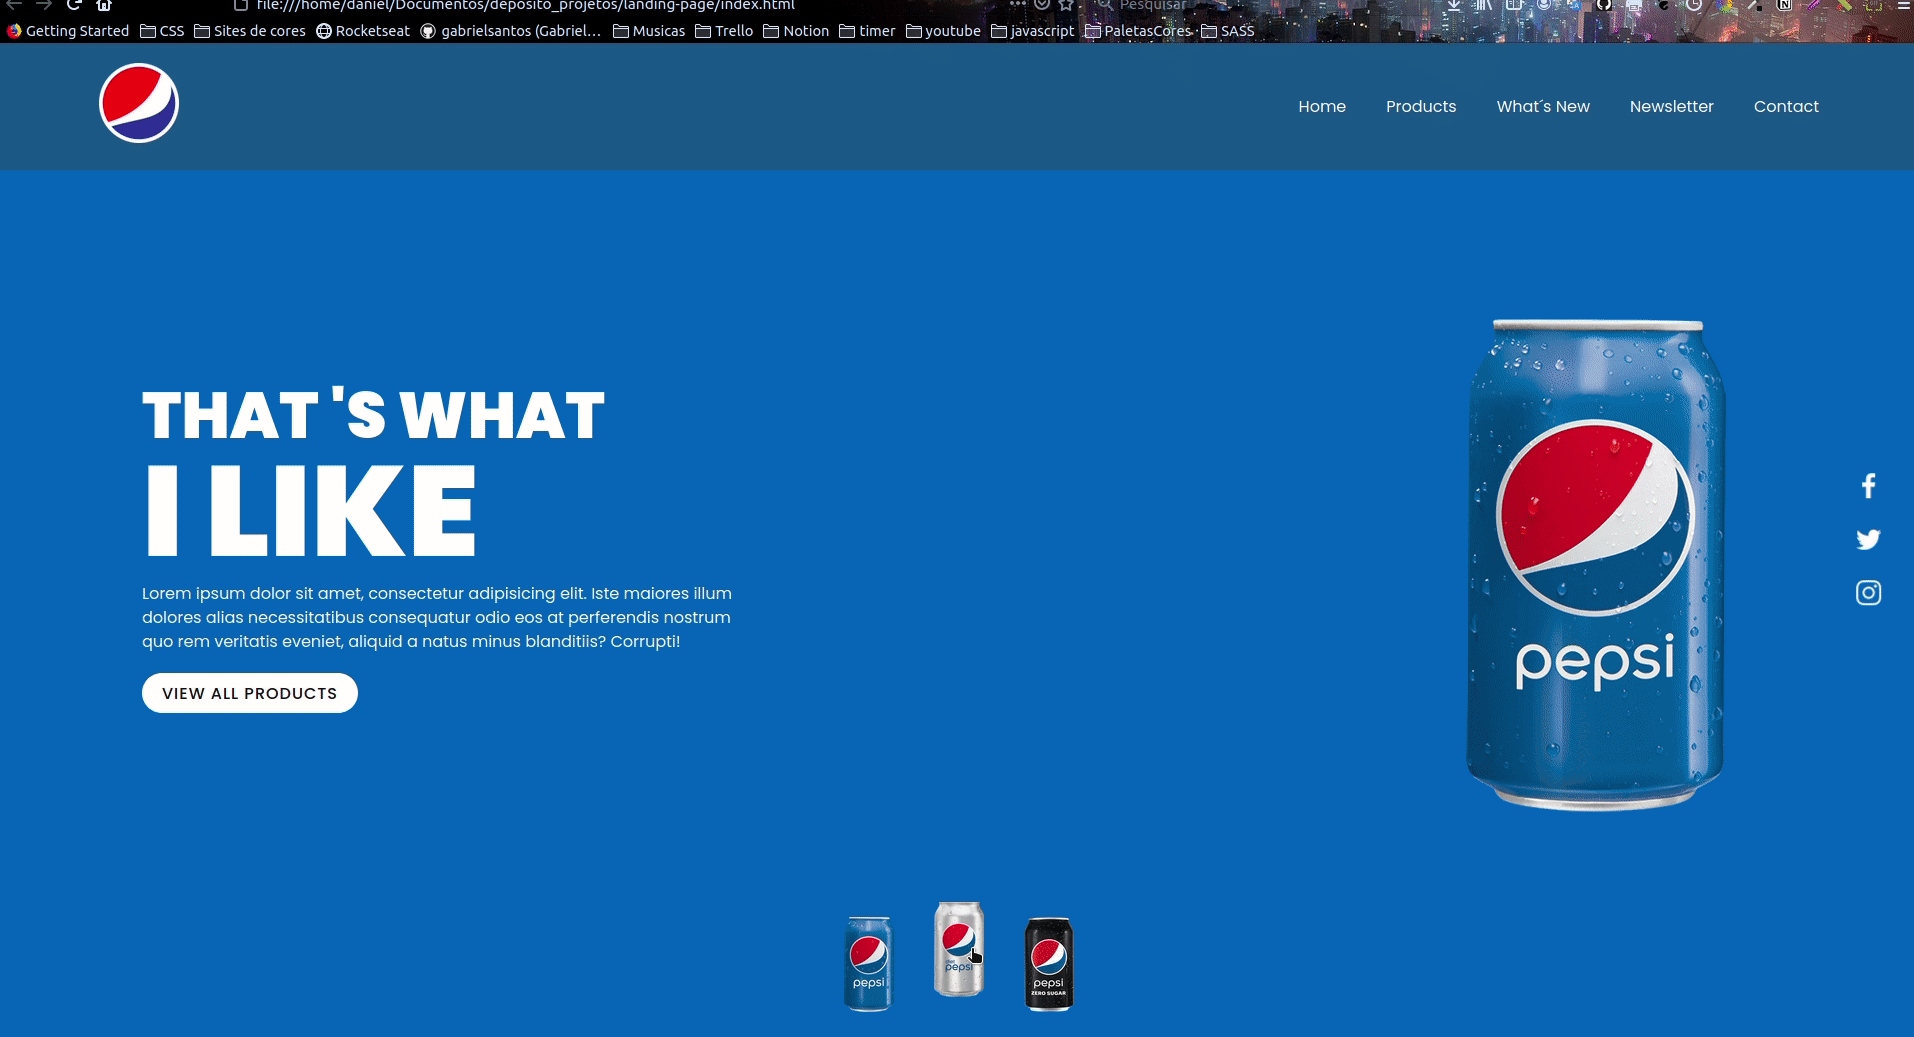 file:///home/daniel/Documentos/deposito_projetos/landing-page/index.html
Pesquisar
Getting Started CSS Sites de cores Rocketseat gabrielsantos (Gabriel... Musicas Trello Notion timer youtube javascript PaletasCores SASS
Home Products What´s New Newsletter Contact
THAT 'S WHAT
I LIKE
Lorem ipsum dolor sit amet, consectetur adipisicing elit. Iste maiores illum
dolores alias necessitatibus consequatur odio eos at perferendis nostrum
quo rem veritatis eveniet, aliquid a natus minus blanditiis? Corrupti!
VIEW ALL PRODUCTS
pepsi
pepsi
diet
pepsi
pepsi
ZERO SUGAR